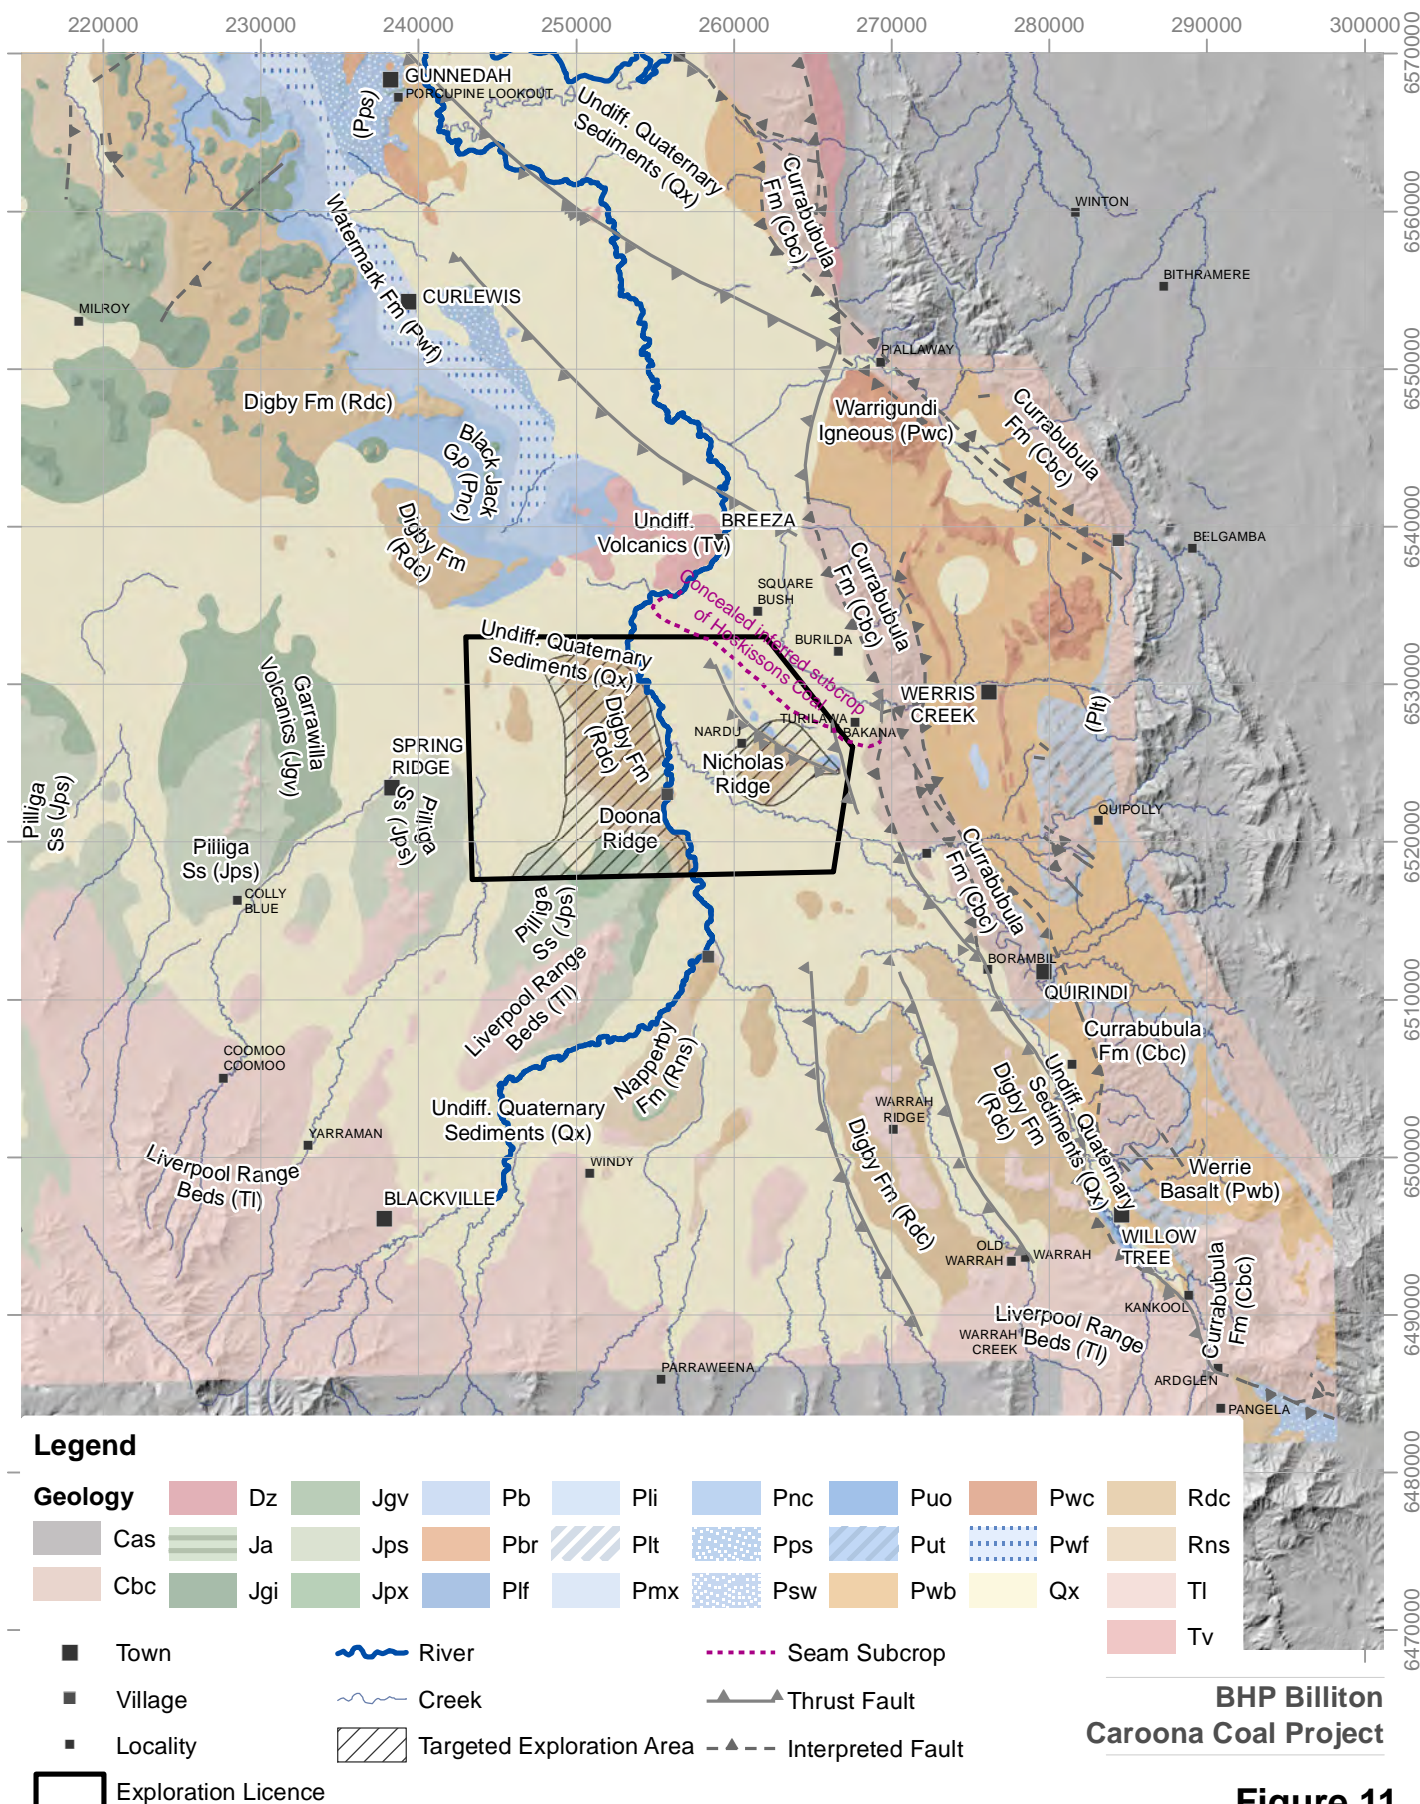 220000 230000 240000 250000 260000 270000 280000 290000 3000000
6570000
6560000
6550000
6540000
6530000
6520000
6510000
6500000
6490000
6480000
6470000
GUNNEDAH
PORCUPINE LOOKOUT
(Pps)
Undiff. Quaternary
Sediments (Qx)
Currabubula
Fm (Cbc)
WINTON
BITHRAMERE
Watermark Fm (Pwf)
CURLEWIS
MILROY
PIALLAWAY
Digby Fm (Rdc)
Warrigundi
Igneous (Pwc)
Currabubula
Fm (Cbc)
Black Jack
Gp (Pnc)
Digby Fm
(Rdc)
Undiff.
Volcanics (Tv)
BREEZA
BELGAMBA
Currabubula
Fm (Cbc)
SQUARE
BUSH
Concealed inferred subcrop
of Hoskissons Coal
BURILDA
Undiff. Quaternary
Sediments (Qx)
Garrawilla
Volcanics (Jgv)
WERRIS
CREEK
(Plt)
Digby Fm
(Rdc)
NARDU
TURILAWA
BAKANA
SPRING
RIDGE
Nicholas
Ridge
Pilliga
Ss (Jps)
Pilliga
Ss (Jps)
Doona
Ridge
QUIPOLLY
Pilliga
Ss (Jps)
COLLY
BLUE
Currabubula
Fm (Cbc)
Pilliga
Ss (Jps)
Liverpool Range
Beds (Tl)
BORAMBIL
QUIRINDI
Currabubula
Fm (Cbc)
COOMOO
COOMOO
Napperby
Fm (Rns)
Undiff. Quaternary
Sediments (Qx)
Digby Fm
(Rdc)
Undiff. Quaternary
Sediments (Qx)
WARRAH
RIDGE
YARRAMAN
Digby Fm (Rdc)
WINDY
Liverpool Range
Beds (Tl)
Werrie
Basalt (Pwb)
BLACKVILLE
OLD
WARRAH
WARRAH
WILLOW
TREE
KANKOOL
Currabubula
Fm (Cbc)
Liverpool Range
Beds (Tl)
WARRAH
CREEK
PARRAWEENA
ARDGLEN
PANGELA
Legend
Geology
Cas
Cbc
Dz
Ja
Jgi
Jgv
Jps
Jpx
Pb
Pbr
Plf
Pli
Plt
Pmx
Pnc
Pps
Psw
Puo
Put
Pwb
Pwc
Pwf
Qx
Rdc
Rns
Tl
Tv
Town
Village
Locality
Exploration Licence
River
Creek
Targeted Exploration Area
Seam Subcrop
Thrust Fault
Interpreted Fault
BHP Billiton
Caroona Coal Project
Figure 11